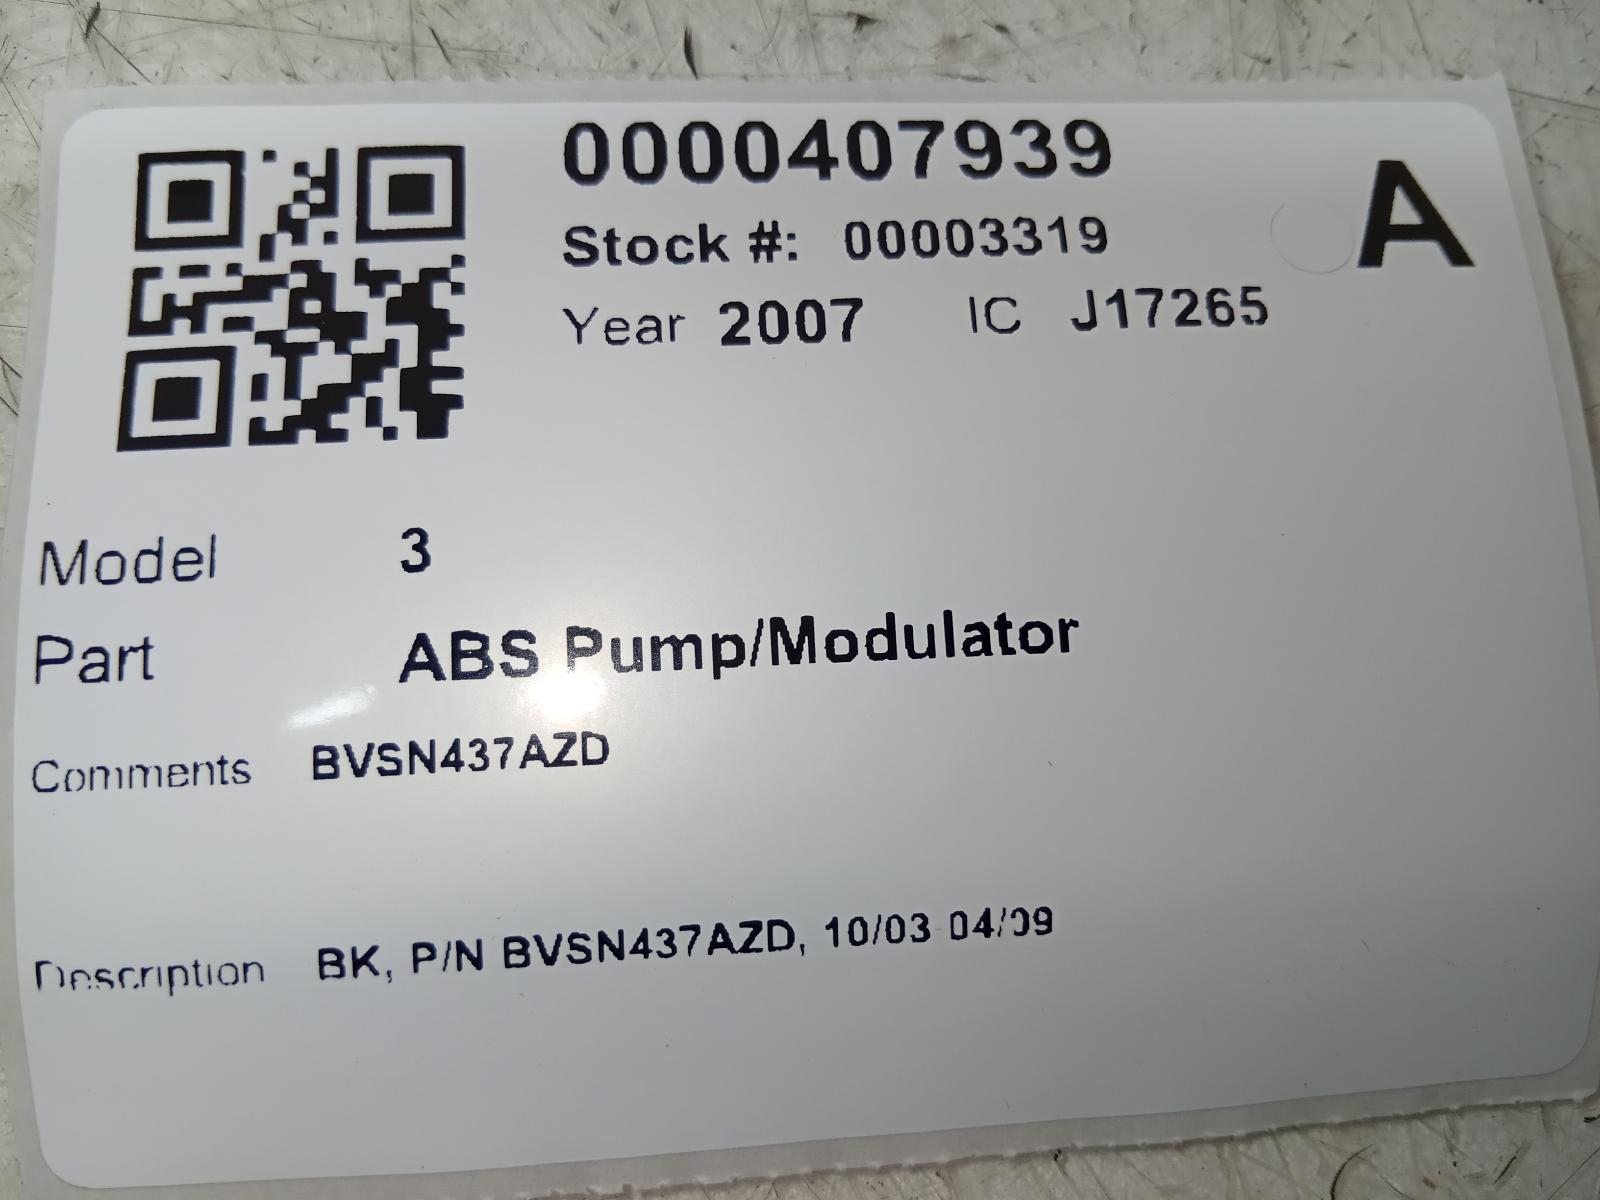 0000407939
A
Stock #: 00003319
Year 2007 IC J17265
Model 3
Part ABS Pump/Modulator
Comments BVSN437AZD
Description BK, P/N BVSN437AZD, 10/03 04/09